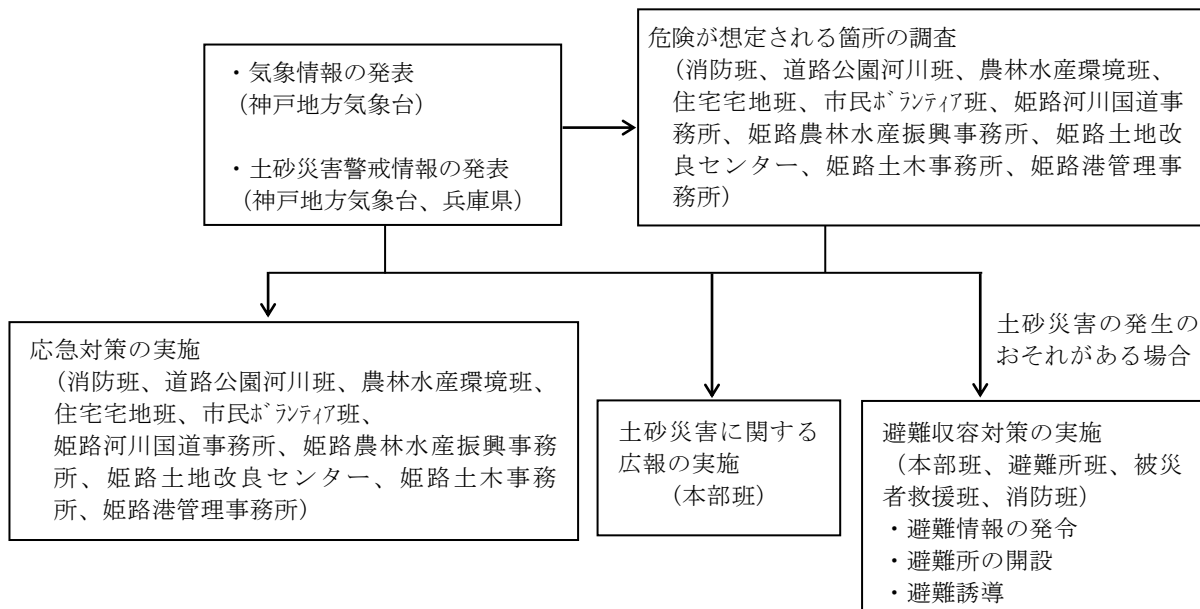 ・気象情報の発表
(神戸地方気象台)
・土砂災害警戒情報の発表
(神戸地方気象台、兵庫県)
危険が想定される箇所の調査
(消防班、道路公園河川班、農林水産環境班、
住宅宅地班、市民ﾎﾞﾗﾝﾃｨｱ班、姫路河川国道事
務所、姫路農林水産振興事務所、姫路土地改
良センター、姫路土木事務所、姫路港管理事
務所)
応急対策の実施
(消防班、道路公園河川班、農林水産環境班、
住宅宅地班、市民ﾎﾞﾗﾝﾃｨｱ班、
姫路河川国道事務所、姫路農林水産振興事務
所、姫路土地改良センター、姫路土木事務
所、姫路港管理事務所)
土砂災害に関する
広報の実施
(本部班)
土砂災害の発生の
おそれがある場合
避難収容対策の実施
(本部班、避難所班、被災
者救援班、消防班)
・避難情報の発令
・避難所の開設
・避難誘導